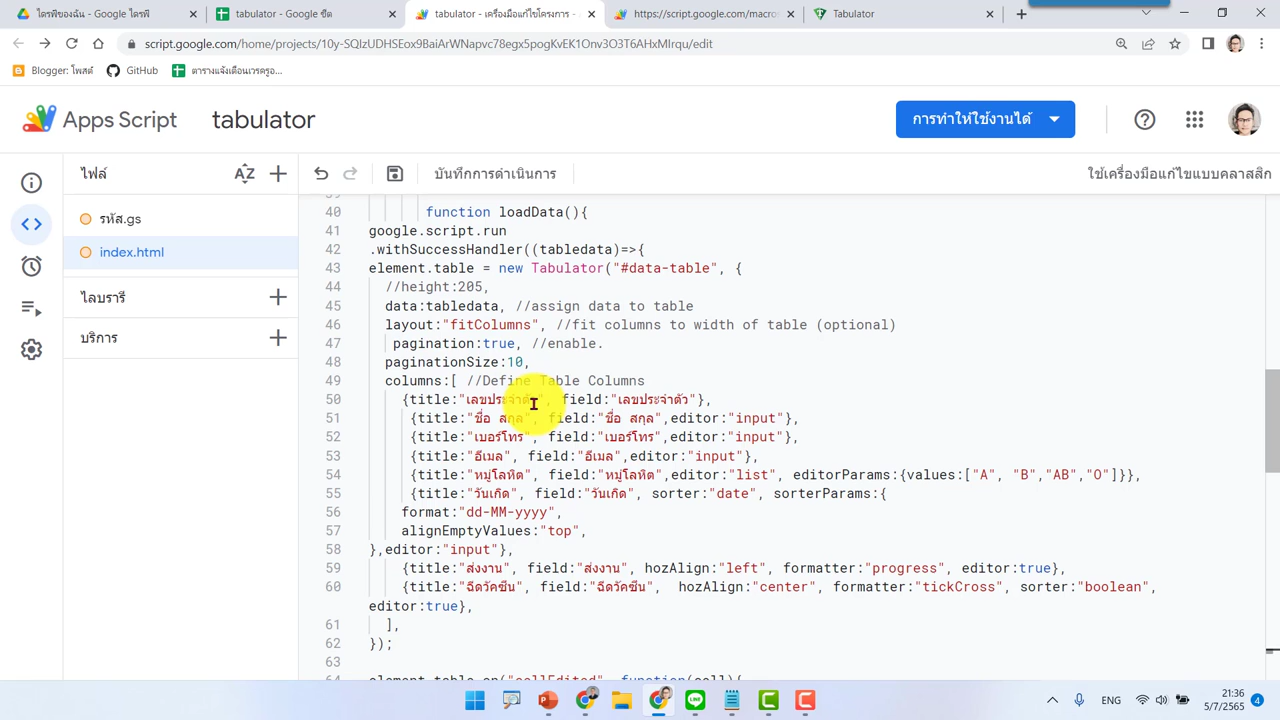 ไดรฟ์ของฉัน - Google ไดรฟ์
tabulator - Google ชีต
tabulator - เครื่องมือแก้ไขโครงการ -
https://script.google.com/macros
Tabulator
script.google.com/home/projects/10y-SQIzUDHSEox9BaiArWNapvc78egx5pogKvEK1Onv3O3T6AHxMIrqu/edit
Blogger: โพสต์
GitHub
ตารางแจ้งเตือนเวรครูอ...
Apps Script
tabulator
การทำให้ใช้งานได้
ไฟล์
AZ
บันทึกการดำเนินการ
ใช้เครื่องมือแก้ไขแบบคลาสสิก
รหัส.gs
index.html
ไลบรารี
บริการ
39
40 function loadData(){
41 google.script.run
42 .withSuccessHandler((tabledata)=>{
43 element.table = new Tabulator("#data-table", {
44 //height:205,
45 data:tabledata, //assign data to table
46 layout:"fitColumns", //fit columns to width of table (optional)
47 pagination:true, //enable.
48 paginationSize:10,
49 columns:[ //Define Table Columns
50 {title:"เลขประจำตัว", field:"เลขประจำตัว"},
51 {title:"ชื่อ สกุล", field:"ชื่อ สกุล",editor:"input"},
52 {title:"เบอร์โทร", field:"เบอร์โทร",editor:"input"},
53 {title:"อีเมล", field:"อีเมล",editor:"input"},
54 {title:"หมู่โลหิต", field:"หมู่โลหิต",editor:"list", editorParams:{values:["A", "B","AB","O"]}},
55 {title:"วันเกิด", field:"วันเกิด", sorter:"date", sorterParams:{
56 format:"dd-MM-yyyy",
57 alignEmptyValues:"top",
58 },editor:"input"},
59 {title:"ส่งงาน", field:"ส่งงาน", hozAlign:"left", formatter:"progress", editor:true},
60 {title:"ฉีดวัคซีน", field:"ฉีดวัคซีน", hozAlign:"center", formatter:"tickCross", sorter:"boolean",
editor:true},
61 ],
62 });
63
64 element.table.on("cellEdited", function(cell){
ENG
21:36
5/7/2565
4